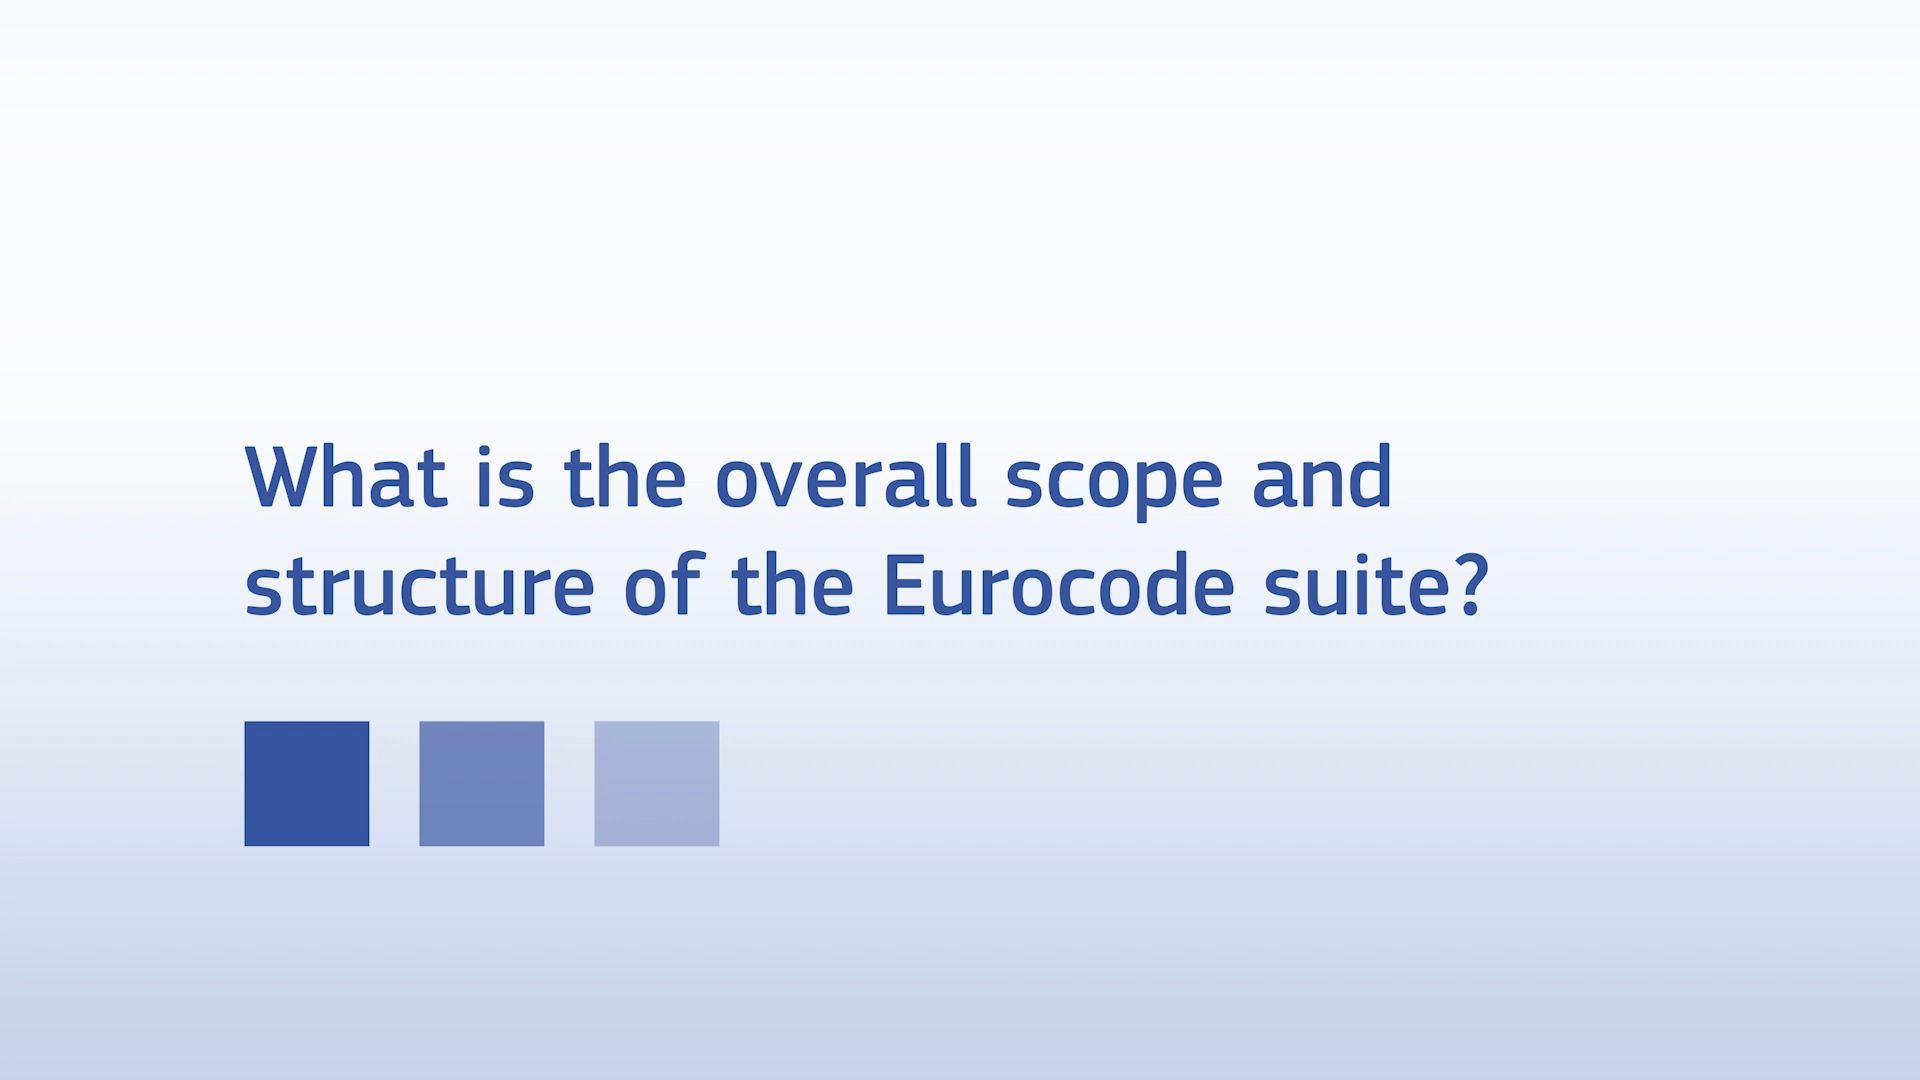 What is the overall scope and
structure of the Eurocode suite?